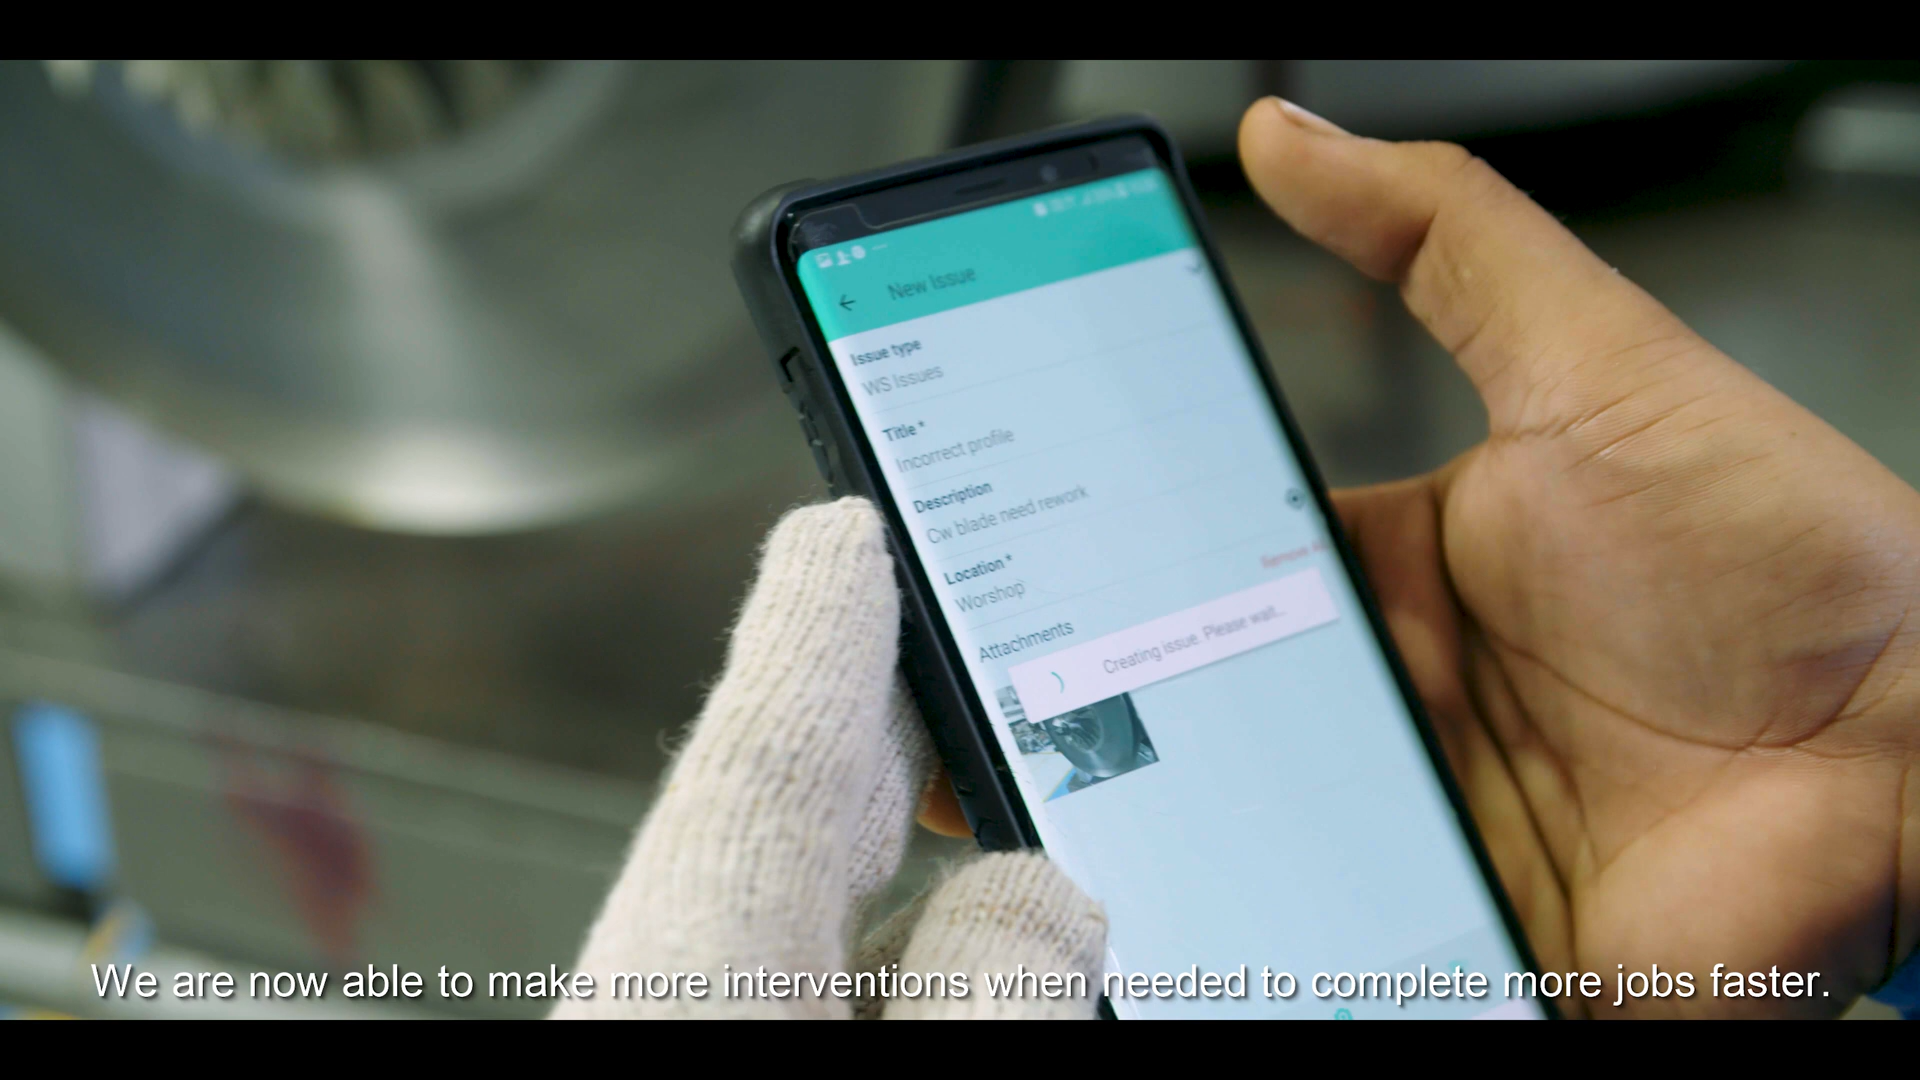 New Issue
Issue type
WS Issues
Title *
Incorrect profile
Description
Cw blade need rework
Location *
Worshop
Remove
Attachments
Creating issue. Please wait...
We are now able to make more interventions when needed to complete more jobs faster.